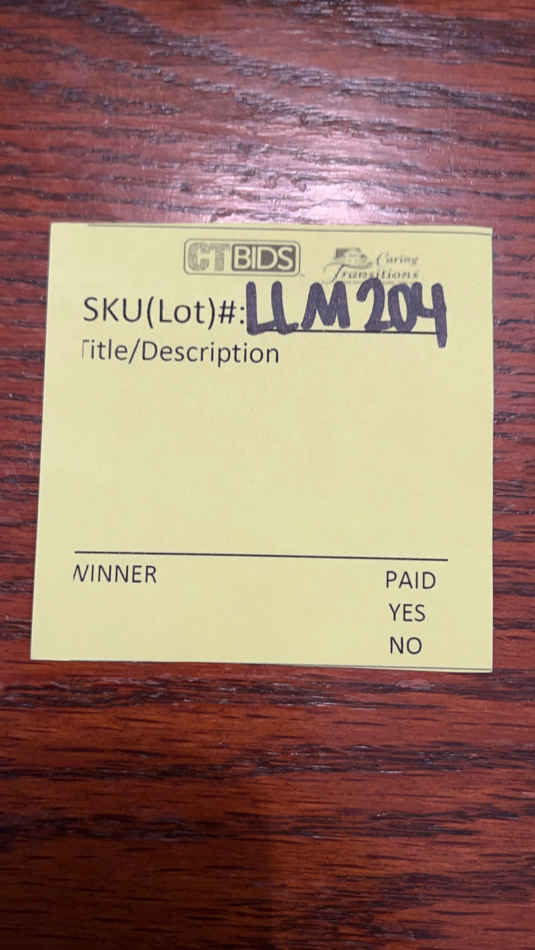 CTBIDS
Caring
Transitions
SKU(Lot)#: LLM204
Title/Description
WINNER
PAID
YES
NO